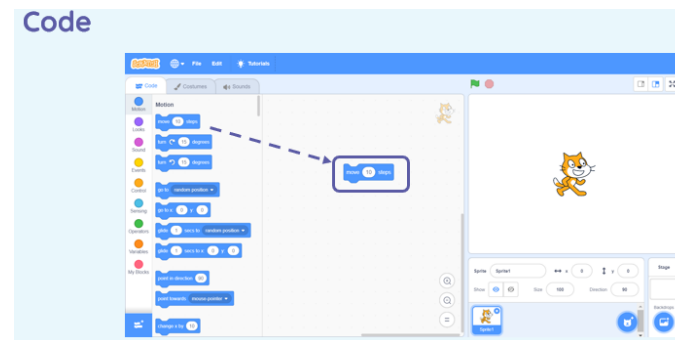 Code
SCRATCH File Edit Tutorials
Code Costumes Sounds
Motion
Motion
Looks
Sound
Events
Control
Sensing
Operators
Variables
My Blocks
move 10 steps
turn 15 degrees
turn 15 degrees
go to random position
go to x: 0 y: 0
glide 1 secs to random position
glide 1 secs to x: 0 y: 0
point in direction 90
point towards mouse-pointer
change x by 10
move 10 steps
Sprite Sprite1 x 0 y 0
Show Size 100 Direction 90
Sprite1
Stage
Backdrops